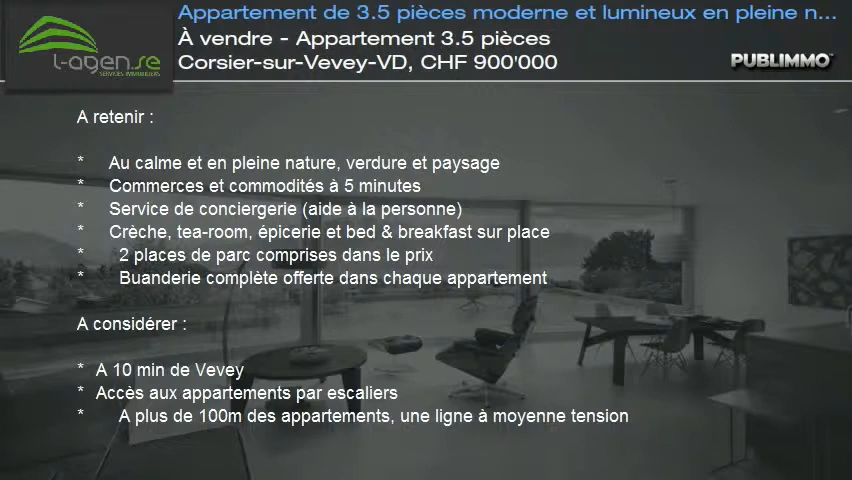 Appartement de 3.5 pièces moderne et lumineux en pleine n...
À vendre - Appartement 3.5 pièces
Corsier-sur-Vevey-VD, CHF 900'000
l-agen.se
SERVICES IMMOBILIERS
PUBLIMMO
A retenir :
* Au calme et en pleine nature, verdure et paysage
* Commerces et commodités à 5 minutes
* Service de conciergerie (aide à la personne)
* Crèche, tea-room, épicerie et bed & breakfast sur place
* 2 places de parc comprises dans le prix
* Buanderie complète offerte dans chaque appartement
A considérer :
* A 10 min de Vevey
* Accès aux appartements par escaliers
* A plus de 100m des appartements, une ligne à moyenne tension